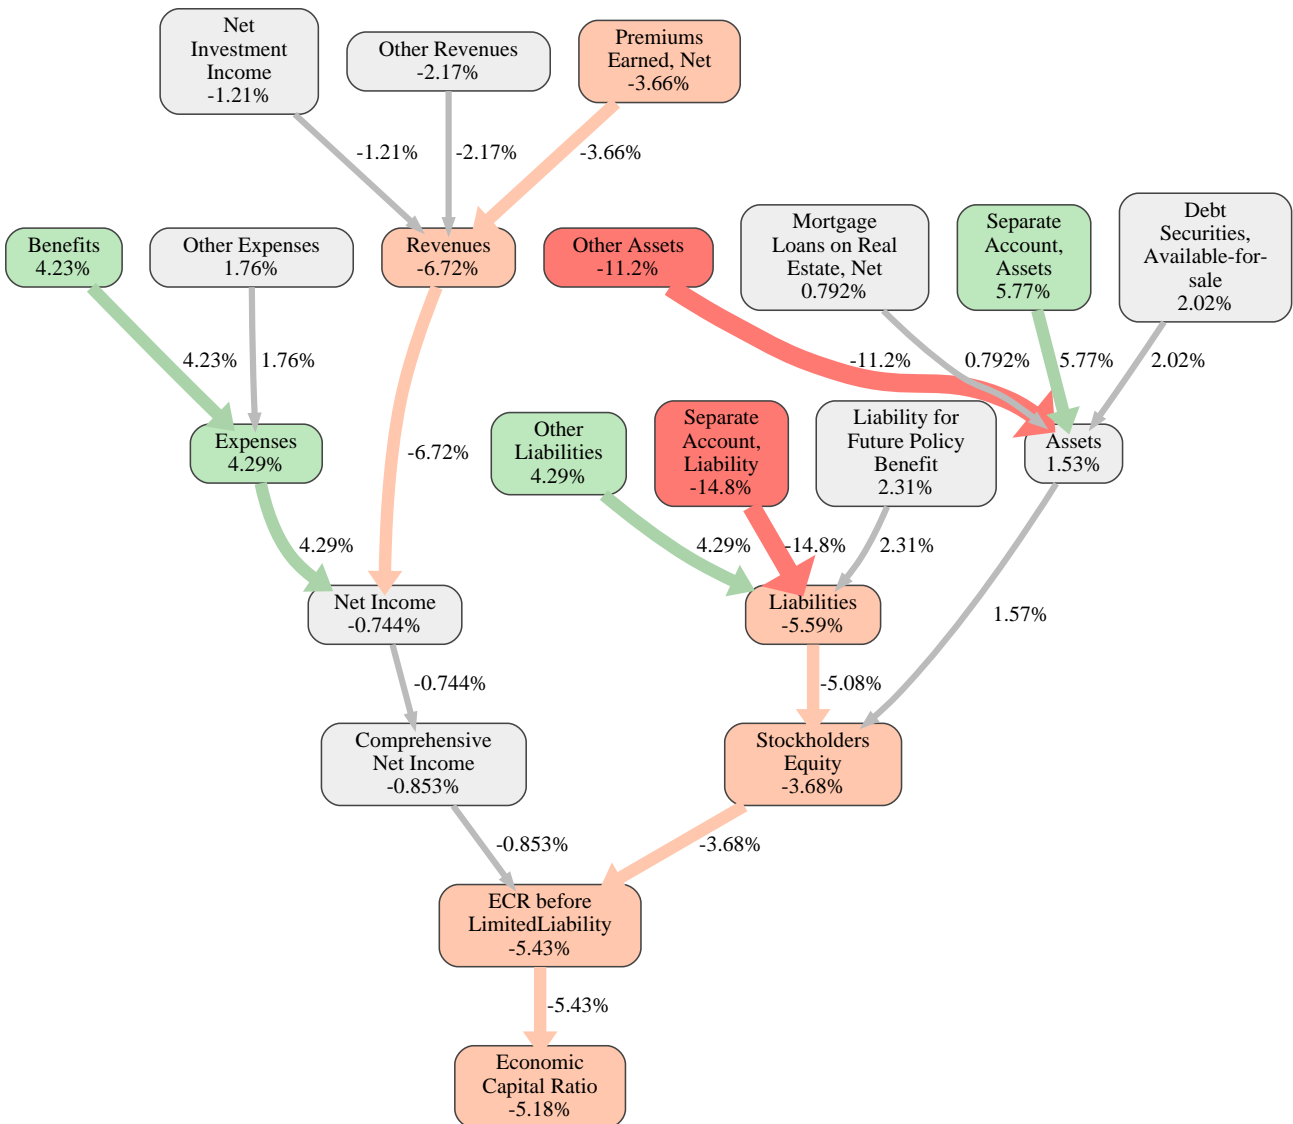 Net
Investment
Income
-1.21%
Other Revenues
-2.17%
Premiums
Earned, Net
-3.66%
-1.21%
-2.17%
-3.66%
Benefits
4.23%
Other Expenses
1.76%
Revenues
-6.72%
Other Assets
-11.2%
Mortgage
Loans on Real
Estate, Net
0.792%
Separate
Account,
Assets
5.77%
Debt
Securities,
Available-for-
sale
2.02%
4.23%
1.76%
-6.72%
-11.2%
0.792%
5.77%
2.02%
Expenses
4.29%
Other
Liabilities
4.29%
Separate
Account,
Liability
-14.8%
Liability for
Future Policy
Benefit
2.31%
Assets
1.53%
4.29%
4.29%
-14.8%
2.31%
1.57%
Net Income
-0.744%
Liabilities
-5.59%
-0.744%
-5.08%
Comprehensive
Net Income
-0.853%
Stockholders
Equity
-3.68%
-0.853%
-3.68%
ECR before
LimitedLiability
-5.43%
-5.43%
Economic
Capital Ratio
-5.18%